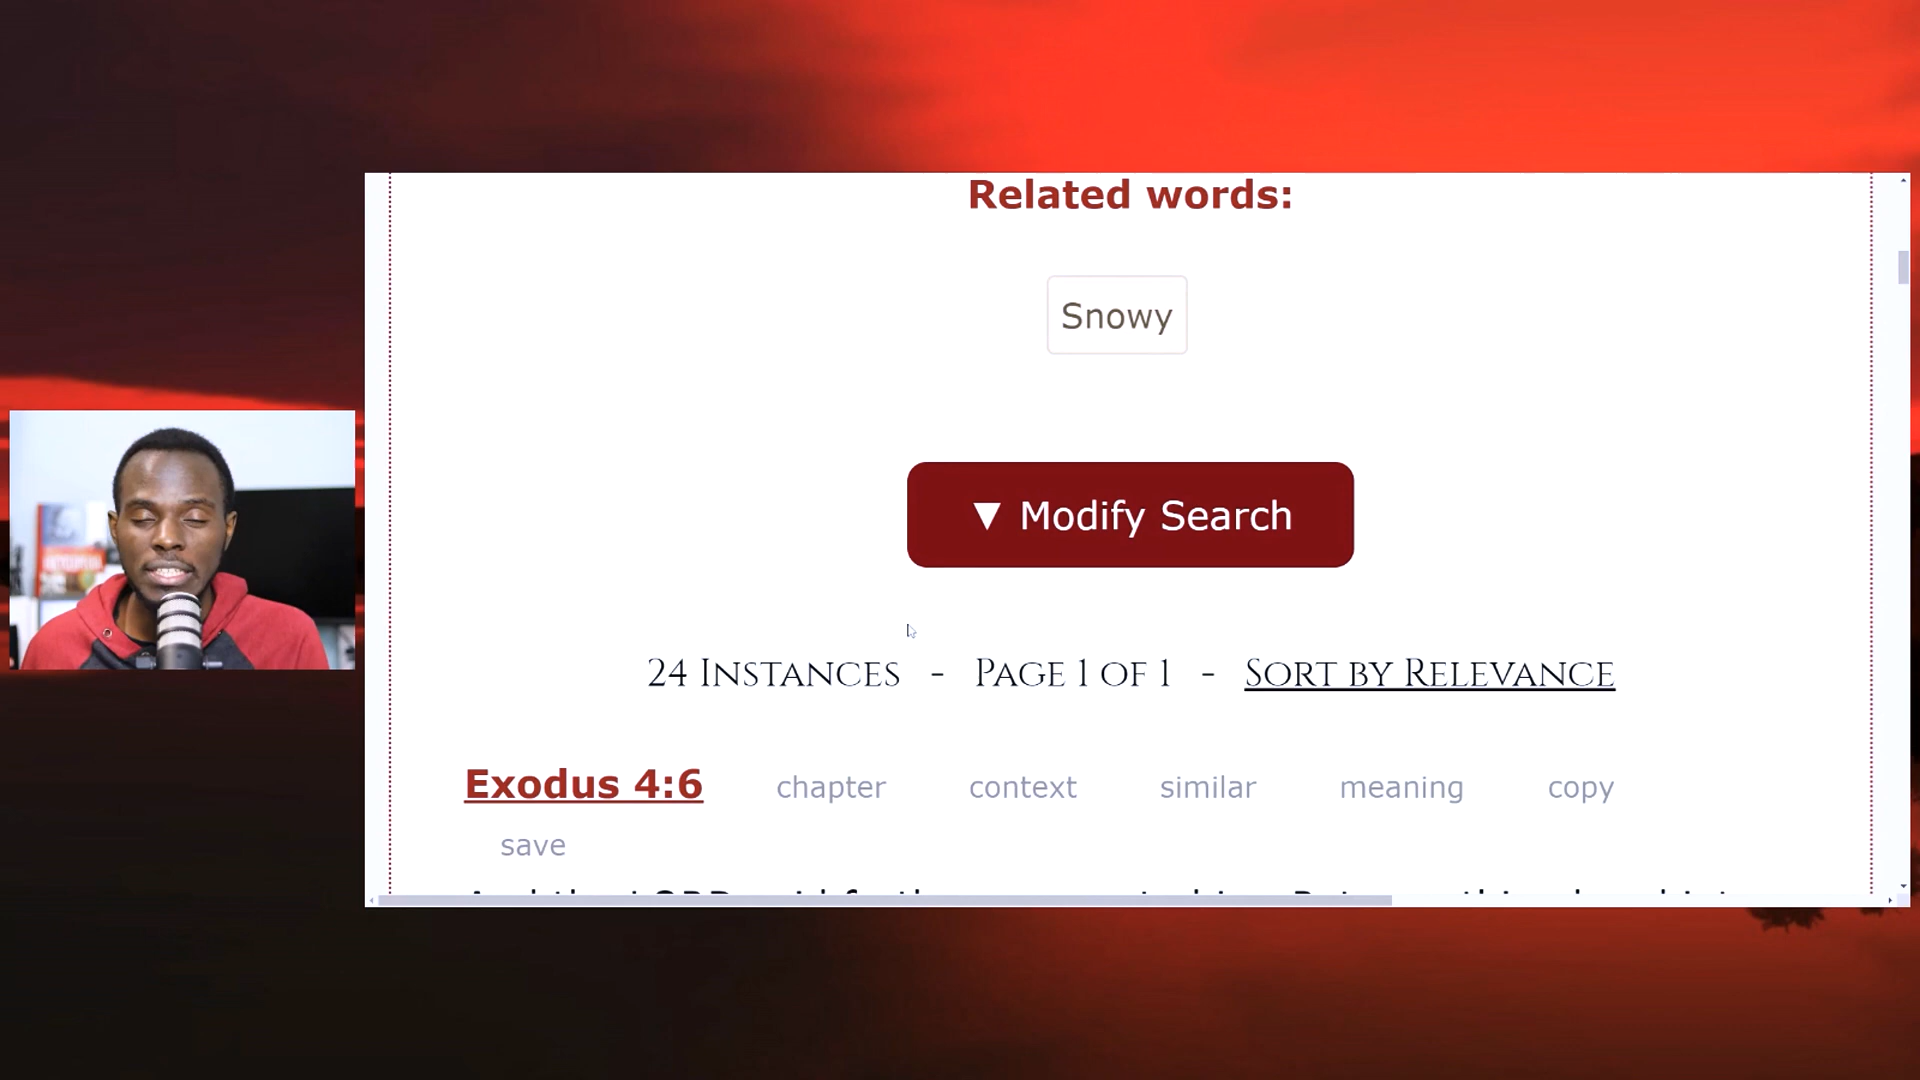 Related words:
Snowy
▼ Modify Search
24 Instances - Page 1 of 1 - Sort by Relevance
Exodus 4:6 chapter context similar meaning copy
save